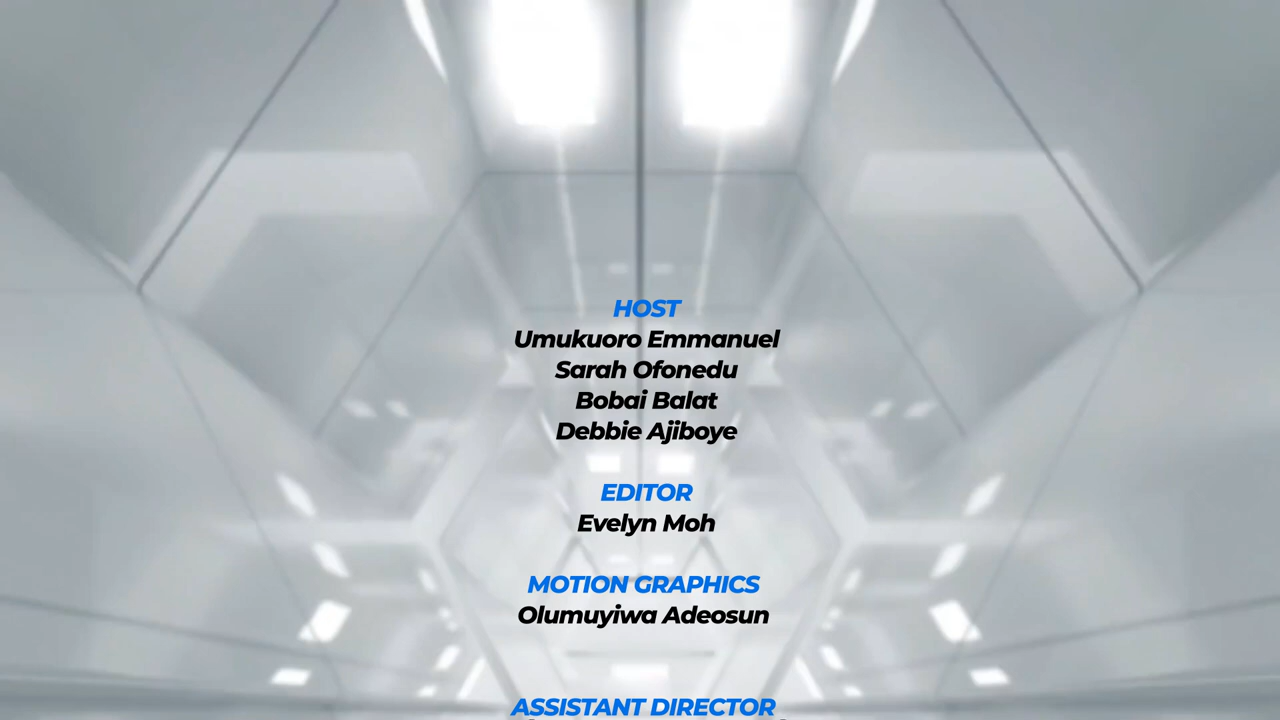 HOST
Umukuoro Emmanuel
Sarah Ofonedu
Bobai Balat
Debbie Ajiboye
EDITOR
Evelyn Moh
MOTION GRAPHICS
Olumuyiwa Adeosun
ASSISTANT DIRECTOR